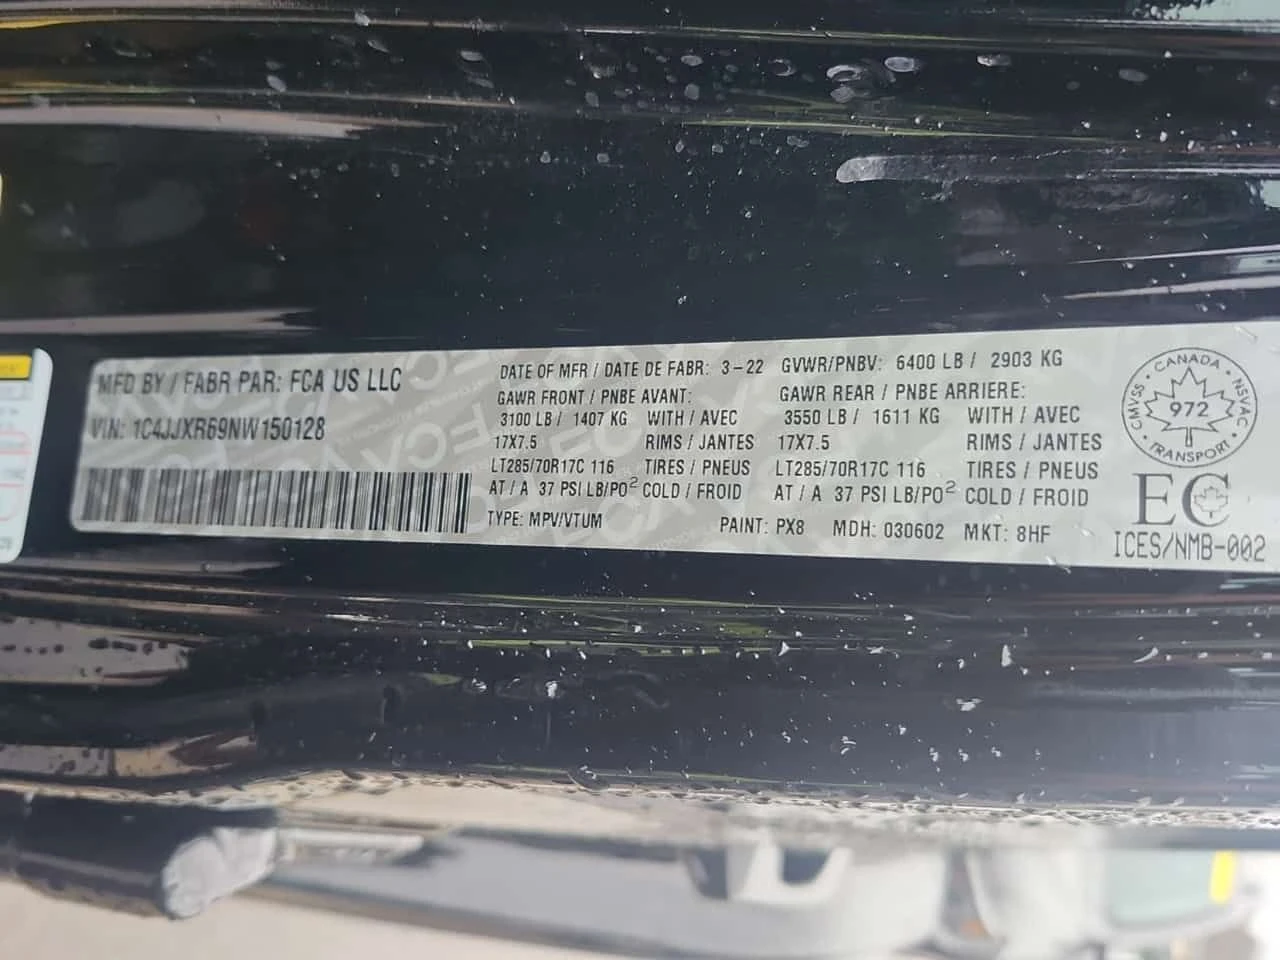 MFD BY / FABR PAR: FCA US LLC
VIN: 1C4JJXR69NW150128
DATE OF MFR / DATE DE FABR: 3-22 GVWR/PNBV: 6400 LB / 2903 KG
GAWR FRONT / PNBE AVANT: GAWR REAR / PNBE ARRIERE:
3100 LB / 1407 KG WITH / AVEC 3550 LB / 1611 KG WITH / AVEC
17X7.5 RIMS / JANTES 17X7.5 RIMS / JANTES
LT285/70R17C 116 TIRES / PNEUS LT285/70R17C 116 TIRES / PNEUS
AT / A 37 PSI LB/PO² COLD / FROID AT / A 37 PSI LB/PO² COLD / FROID
TYPE: MPV/VTUM PAINT: PX8 MDH: 030602 MKT: 8HF
CANADA
CMVSS 972 NSVAC
TRANSPORT
EC
ICES/NMB-002